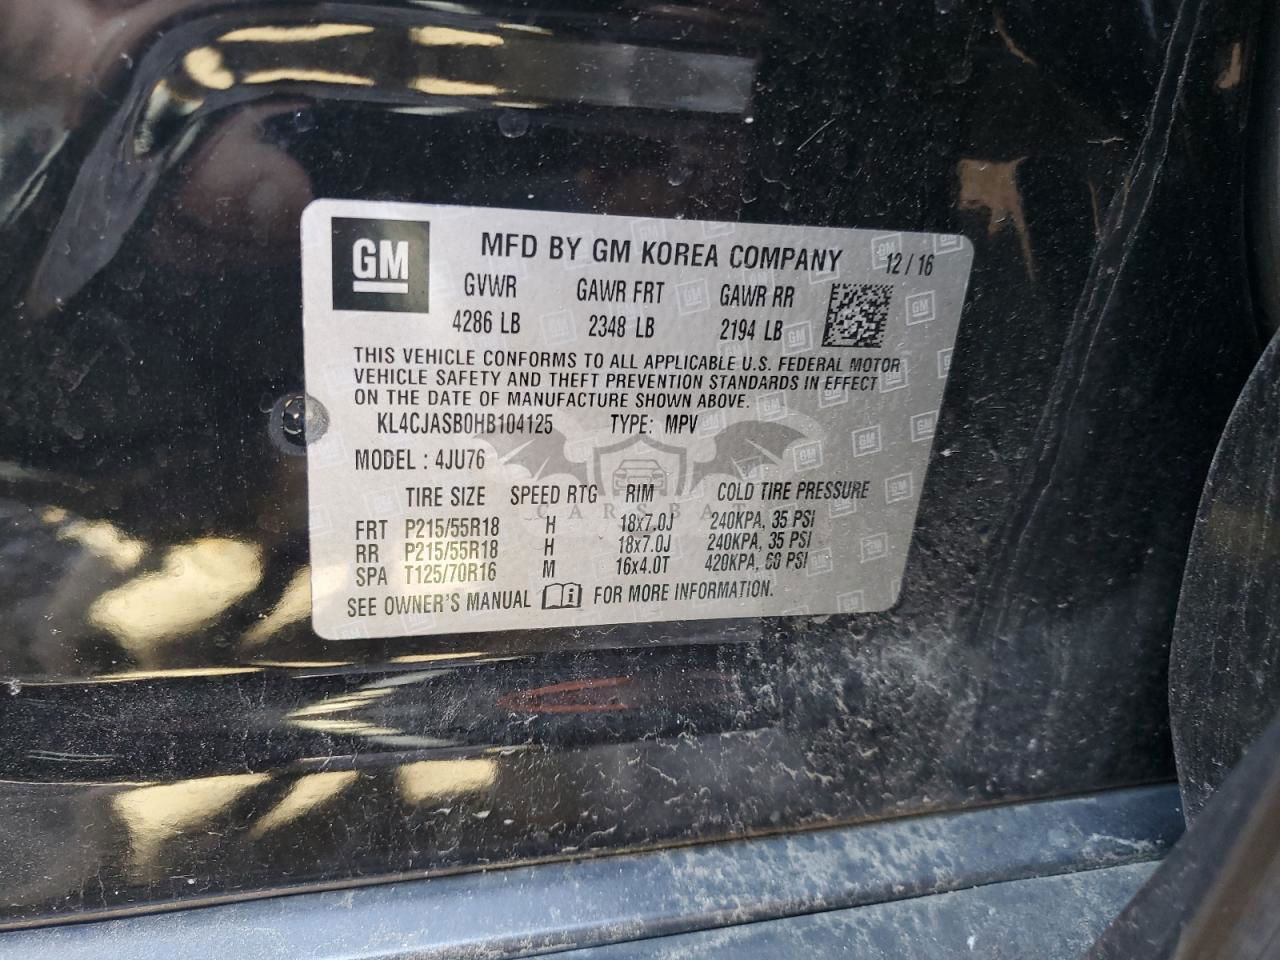 GM MFD BY GM KOREA COMPANY 12/16
GVWR GAWR FRT GAWR RR
4286 LB 2348 LB 2194 LB
THIS VEHICLE CONFORMS TO ALL APPLICABLE U.S. FEDERAL MOTOR
VEHICLE SAFETY AND THEFT PREVENTION STANDARDS IN EFFECT
ON THE DATE OF MANUFACTURE SHOWN ABOVE.
KL4CJASB0HB104125 TYPE: MPV
MODEL : 4JU76
TIRE SIZE SPEED RTG RIM COLD TIRE PRESSURE
CARSBAT
FRT P215/55R18 H 18x7.0J 240KPA, 35 PSI
RR P215/55R18 H 18x7.0J 240KPA, 35 PSI
SPA T125/70R16 M 16x4.0T 420KPA, 60 PSI
SEE OWNER'S MANUAL FOR MORE INFORMATION.